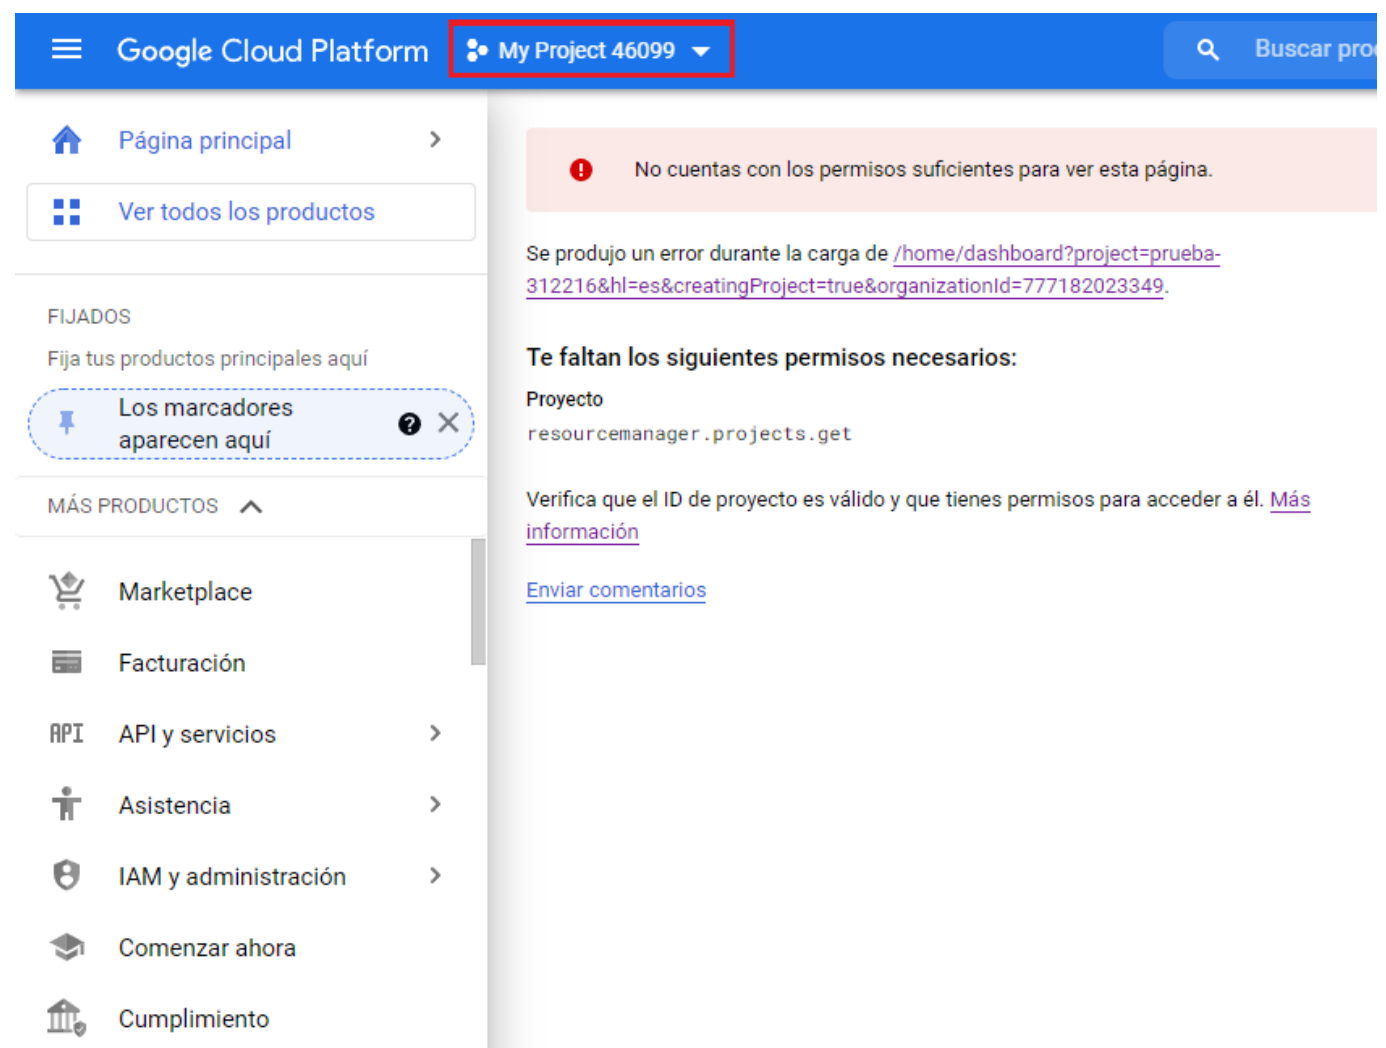 Google Cloud Platform
My Project 46099
Buscar prod
Página principal
Ver todos los productos
FIJADOS
Fija tus productos principales aquí
Los marcadores
aparecen aquí
MÁS PRODUCTOS
Marketplace
Facturación
API
API y servicios
Asistencia
IAM y administración
Comenzar ahora
Cumplimiento
No cuentas con los permisos suficientes para ver esta página.
Se produjo un error durante la carga de /home/dashboard?project=prueba-
312216&hl=es&creatingProject=true&organizationId=777182023349.
Te faltan los siguientes permisos necesarios:
Proyecto
resourcemanager.projects.get
Verifica que el ID de proyecto es válido y que tienes permisos para acceder a él. Más
información
Enviar comentarios